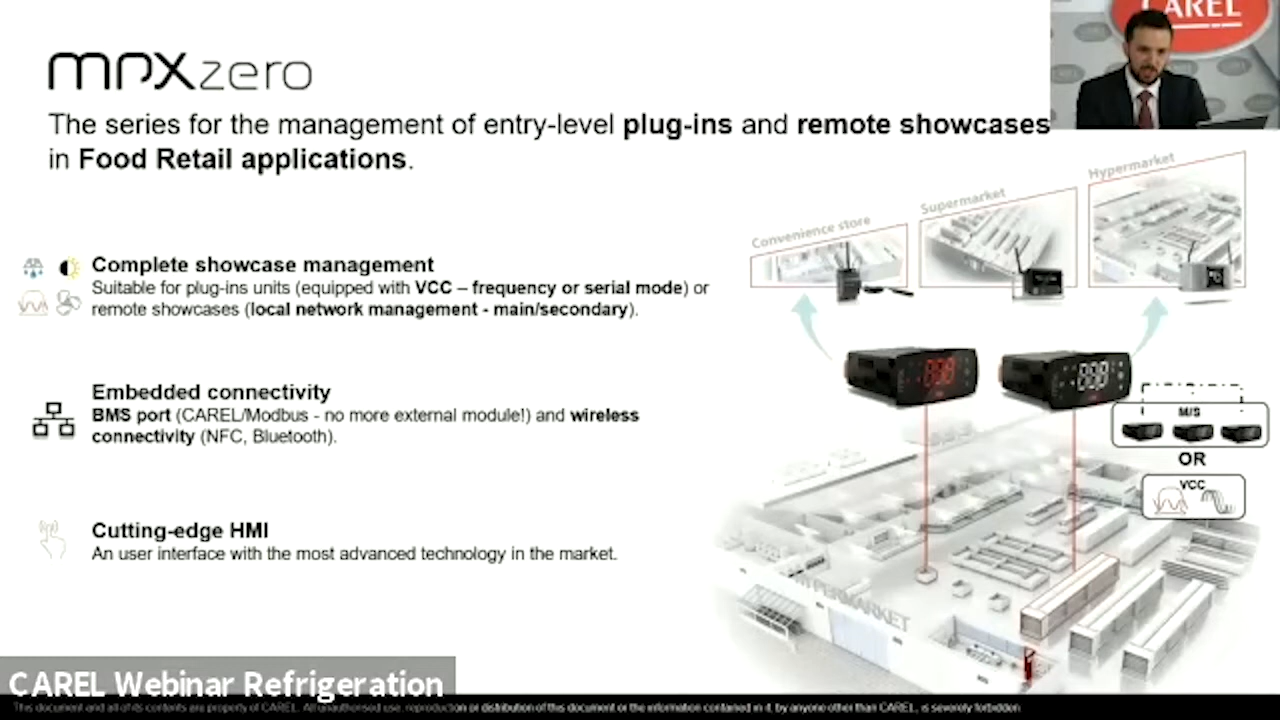 CAREL
mpxzero
The series for the management of entry-level plug-ins and remote showcases
in Food Retail applications.
Convenience store
Supermarket
Hypermarket
Complete showcase management
Suitable for plug-ins units (equipped with VCC – frequency or serial mode) or
remote showcases (local network management - main/secondary).
Embedded connectivity
BMS port (CAREL/Modbus - no more external module!) and wireless
connectivity (NFC, Bluetooth).
Cutting-edge HMI
An user interface with the most advanced technology in the market.
M/S
OR
VCC
HYPERMARKET
CAREL Webinar Refrigeration
This document and all of its contents are property of CAREL. All unauthorised use, reproduction or distribution of this document or the information contained in it, by anyone other than CAREL, is severely forbidden